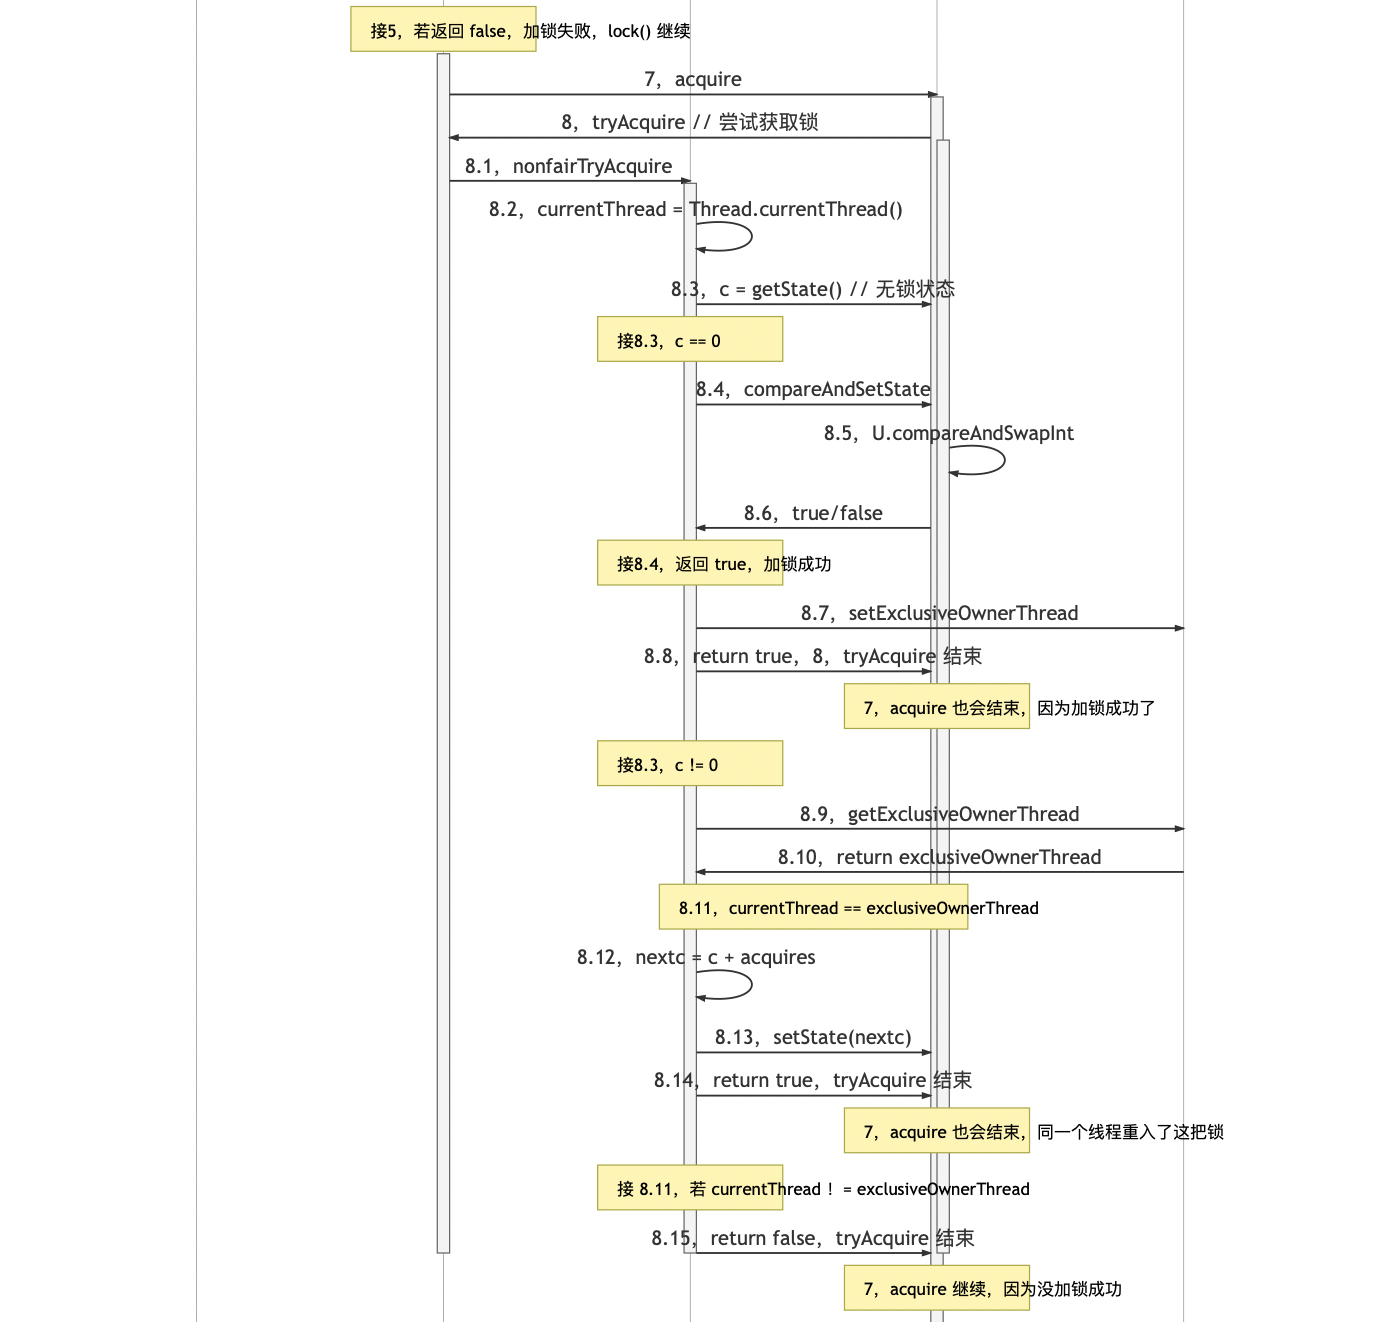 接5，若返回 false，加锁失败，lock() 继续
7，acquire
8，tryAcquire // 尝试获取锁
8.1，nonfairTryAcquire
8.2，currentThread = Thread.currentThread()
8.3，c = getState() // 无锁状态
接8.3，c == 0
8.4，compareAndSetState
8.5，U.compareAndSwapInt
8.6，true/false
接8.4，返回 true，加锁成功
8.7，setExclusiveOwnerThread
8.8，return true，8，tryAcquire 结束
7，acquire 也会结束，因为加锁成功了
接8.3，c != 0
8.9，getExclusiveOwnerThread
8.10，return exclusiveOwnerThread
8.11，currentThread == exclusiveOwnerThread
8.12，nextc = c + acquires
8.13，setState(nextc)
8.14，return true，tryAcquire 结束
7，acquire 也会结束，同一个线程重入了这把锁
接 8.11，若 currentThread ！= exclusiveOwnerThread
8.15，return false，tryAcquire 结束
7，acquire 继续，因为没加锁成功